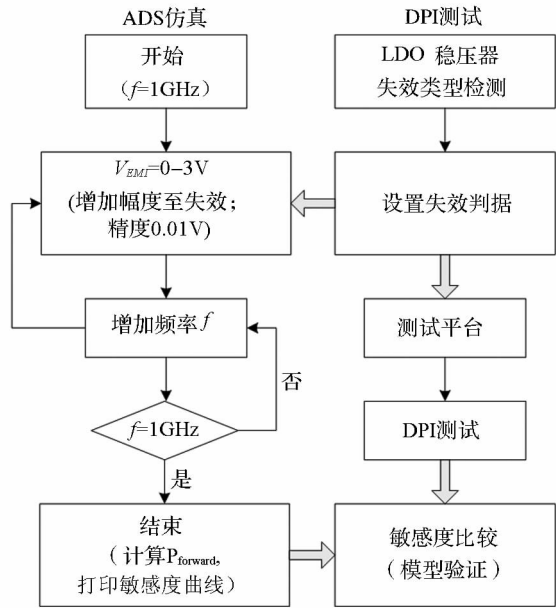 ADS仿真
开始
（f=1GHz）
V_EMI=0–3V
(增加幅度至失效；
精度0.01V)
增加频率f
否
f=1GHz
是
结束
（计算P_forward,
打印敏感度曲线）
DPI测试
LDO 稳压器
失效类型检测
设置失效判据
测试平台
DPI测试
敏感度比较
（模型验证）